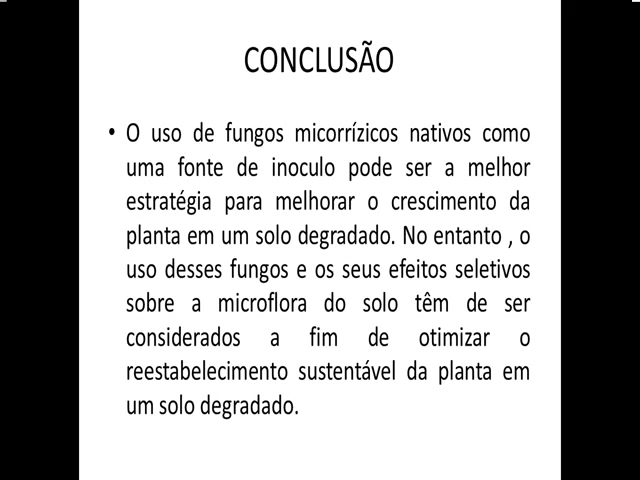 CONCLUSÃO
• O uso de fungos micorrízicos nativos como
uma fonte de inoculo pode ser a melhor
estratégia para melhorar o crescimento da
planta em um solo degradado. No entanto , o
uso desses fungos e os seus efeitos seletivos
sobre a microflora do solo têm de ser
considerados a fim de otimizar o
reestabelecimento sustentável da planta em
um solo degradado.